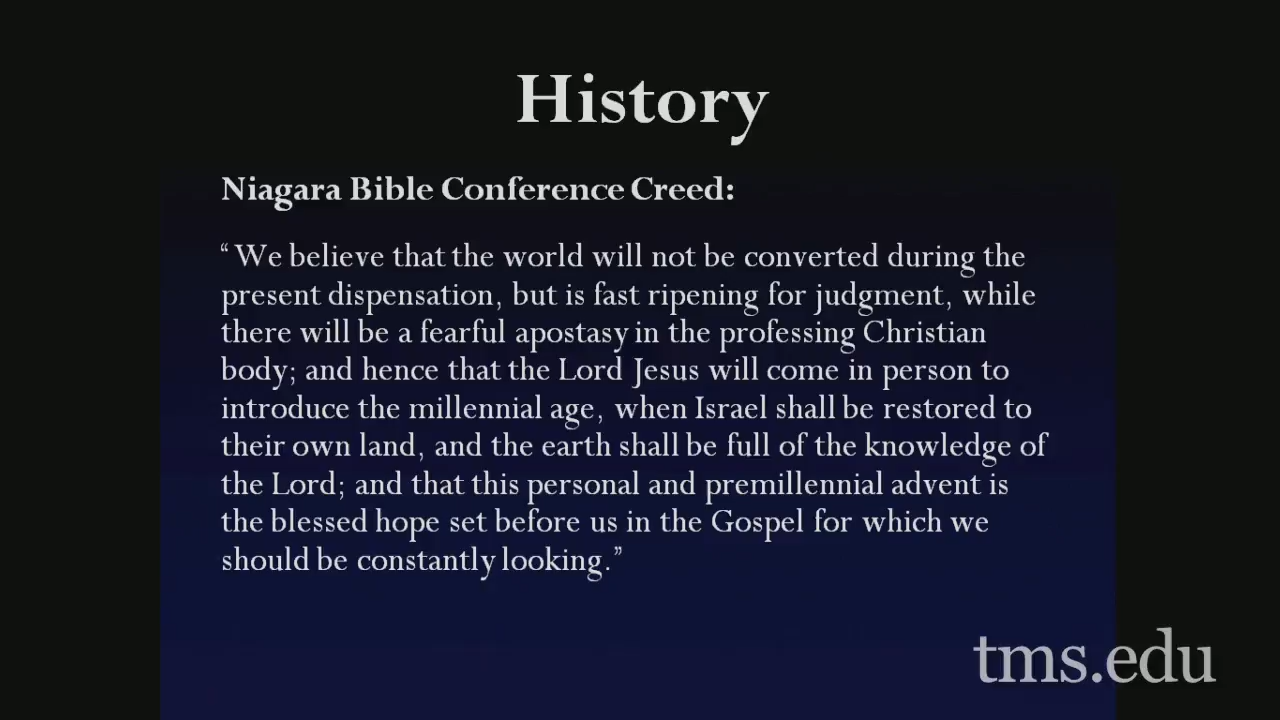 History
Niagara Bible Conference Creed:
“We believe that the world will not be converted during the
present dispensation, but is fast ripening for judgment, while
there will be a fearful apostasy in the professing Christian
body; and hence that the Lord Jesus will come in person to
introduce the millennial age, when Israel shall be restored to
their own land, and the earth shall be full of the knowledge of
the Lord; and that this personal and premillennial advent is
the blessed hope set before us in the Gospel for which we
should be constantly looking.”
tms.edu